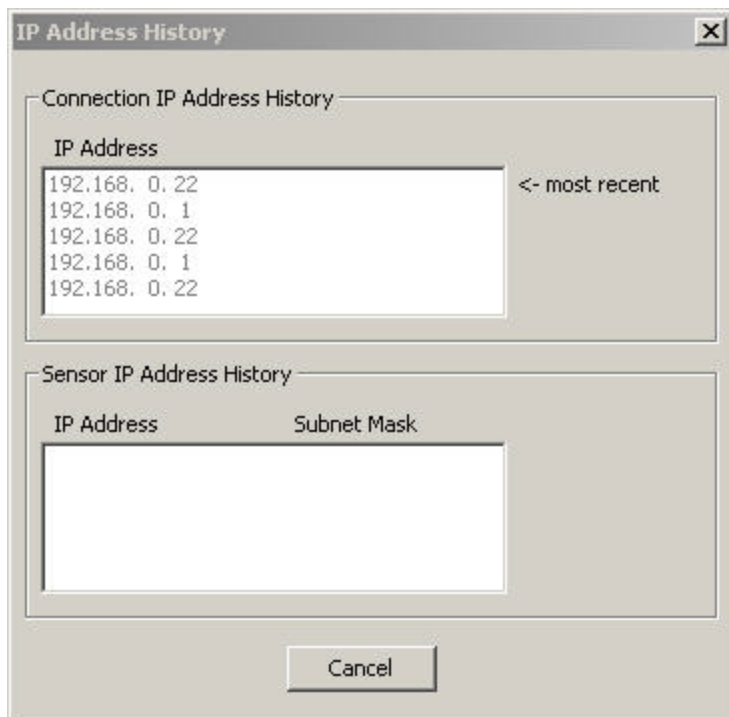 IP Address History
Connection IP Address History
IP Address
192.168. 0. 22 <- most recent
192.168. 0. 1
192.168. 0. 22
192.168. 0. 1
192.168. 0. 22
Sensor IP Address History
IP Address Subnet Mask
Cancel